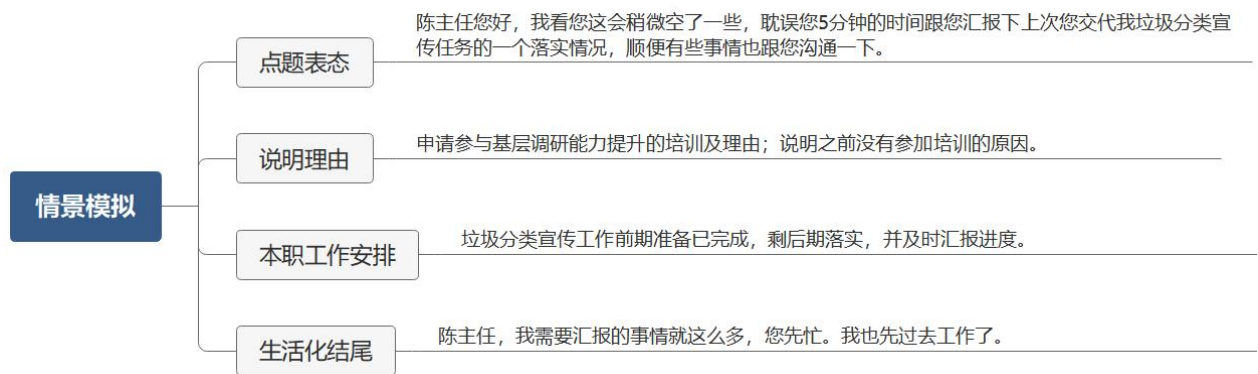 情景模拟
点题表态
陈主任您好，我看您这会稍微空了一些，耽误您5分钟的时间跟您汇报下上次您交代我垃圾分类宣
传任务的一个落实情况，顺便有些事情也跟您沟通一下。
说明理由
申请参与基层调研能力提升的培训及理由；说明之前没有参加培训的原因。
本职工作安排
垃圾分类宣传工作前期准备已完成，剩后期落实，并及时汇报进度。
生活化结尾
陈主任，我需要汇报的事情就这么多，您先忙。我也先过去工作了。